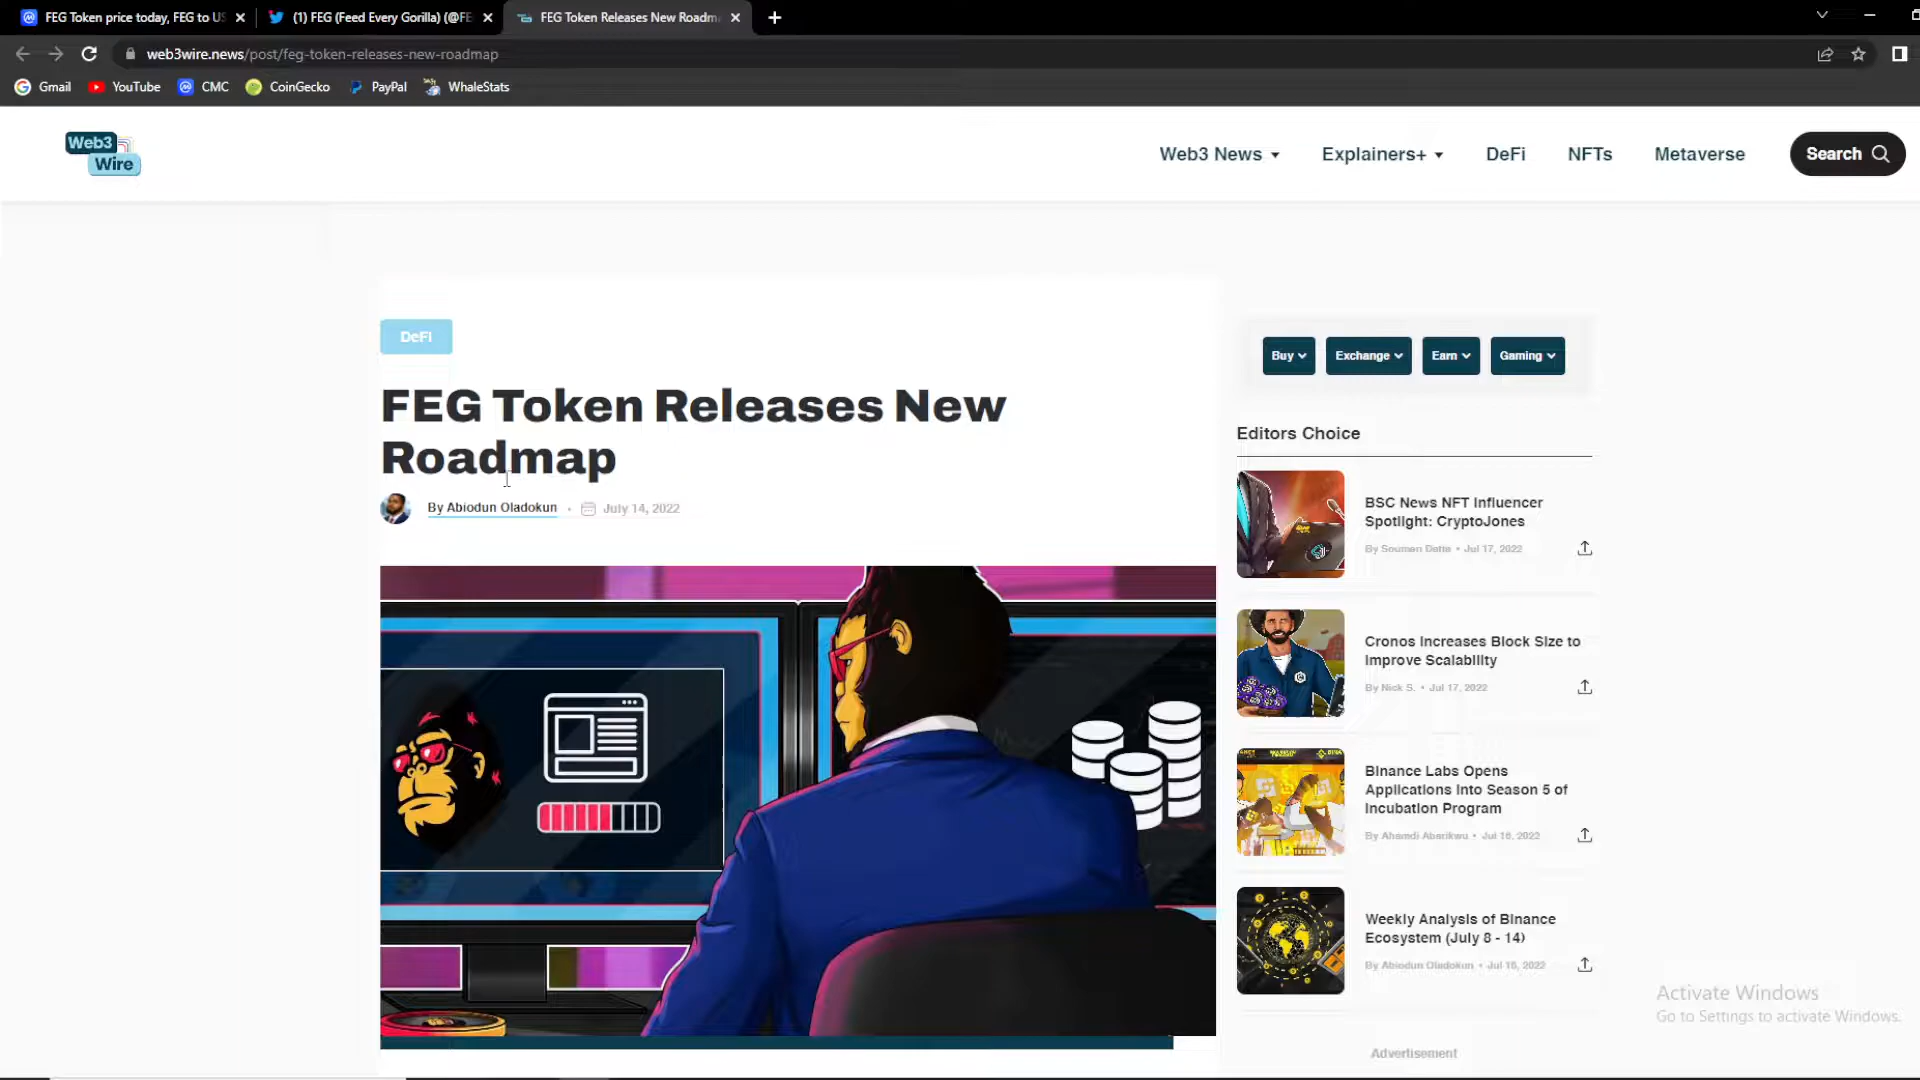 FEG Token price today, FEG to US
(1) FEG (Feed Every Gorilla) (@FE
FEG Token Releases New Roadm
web3wire.news/post/feg-token-releases-new-roadmap
Gmail
YouTube
CMC
CoinGecko
PayPal
WhaleStats
Web3
Wire
Web3 News
Explainers+
DeFi
NFTs
Metaverse
Search
DeFi
FEG Token Releases New
Roadmap
By Abiodun Oladokun • July 14, 2022
Buy
Exchange
Earn
Gaming
Editors Choice
BSC News NFT Influencer
Spotlight: CryptoJones
By Souman Datta • Jul 17, 2022
Cronos Increases Block Size to
Improve Scalability
By Nick S. • Jul 17, 2022
Binance Labs Opens
Applications Into Season 5 of
Incubation Program
By Ahamdi Abarikwu • Jul 16, 2022
Weekly Analysis of Binance
Ecosystem (July 8 - 14)
By Abiodun Oladokun • Jul 15, 2022
Activate Windows
Go to Settings to activate Windows.
Advertisement